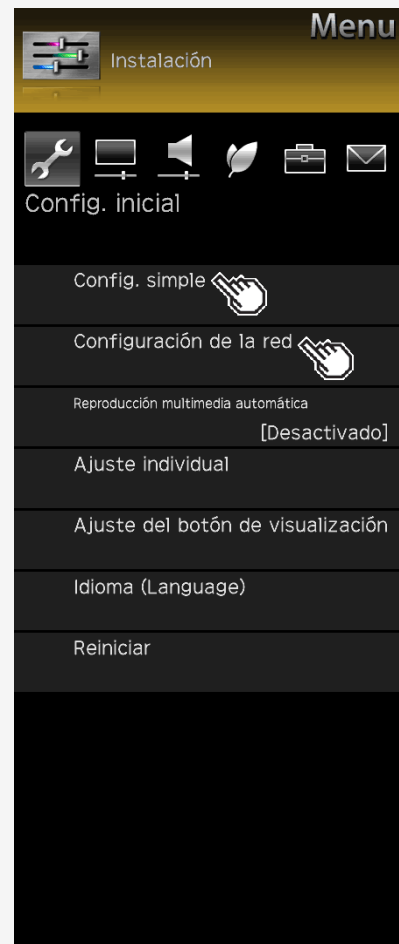 Menu
Instalación
Config. inicial
Config. simple
Configuración de la red
Reproducción multimedia automática
[Desactivado]
Ajuste individual
Ajuste del botón de visualización
Idioma (Language)
Reiniciar